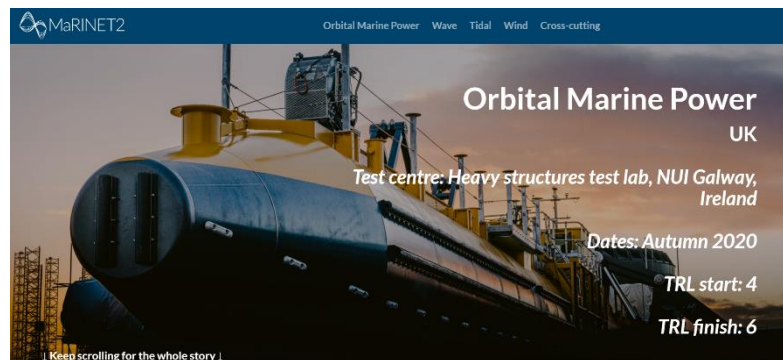 MaRINET2
Orbital Marine Power Wave Tidal Wind Cross-cutting
Orbital Marine Power
UK
Test centre: Heavy structures test lab, NUI Galway,
Ireland
Dates: Autumn 2020
TRL start: 4
TRL finish: 6
↓ Keep scrolling for the whole story ↓